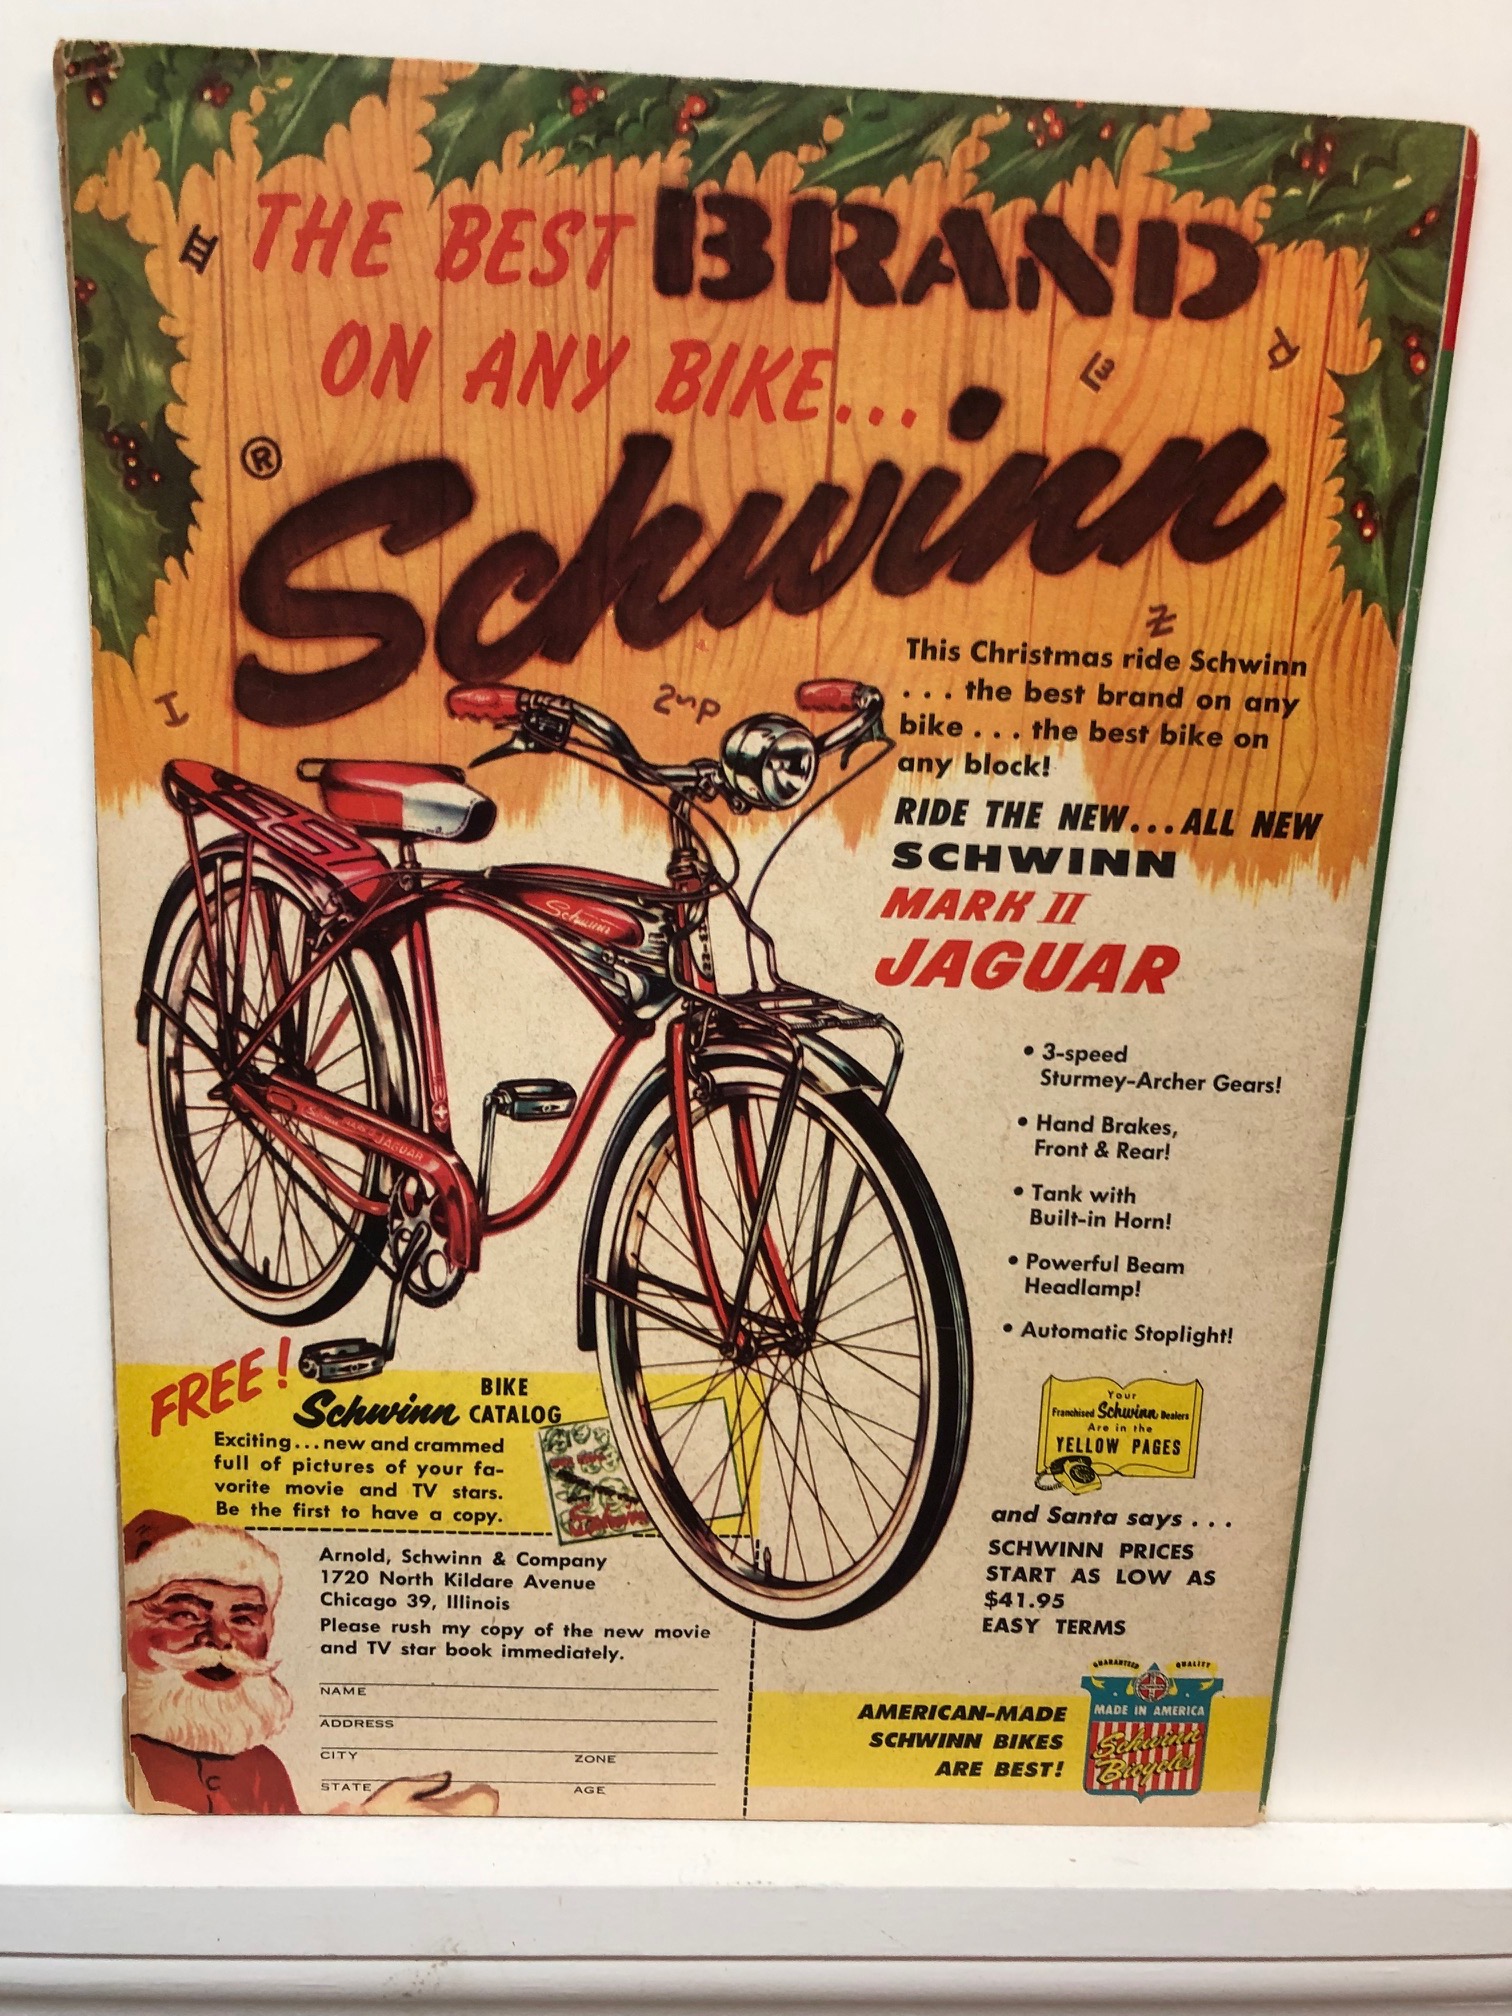 THE BEST BRAND
ON ANY BIKE...
® Schwinn
This Christmas ride Schwinn
... the best brand on any
bike ... the best bike on
any block!
RIDE THE NEW...ALL NEW
SCHWINN
MARK II
JAGUAR
Schwinn
JAGUAR
• 3-speed
Sturmey-Archer Gears!
• Hand Brakes,
Front & Rear!
• Tank with
Built-in Horn!
• Powerful Beam
Headlamp!
• Automatic Stoplight!
FREE!
Schwinn BIKE CATALOG
Exciting...new and crammed
full of pictures of your fa-
vorite movie and TV stars.
Be the first to have a copy.
Schwinn
Arnold, Schwinn & Company
1720 North Kildare Avenue
Chicago 39, Illinois
Please rush my copy of the new movie
and TV star book immediately.
NAME
ADDRESS
CITY ZONE
STATE AGE
Your
Franchised Schwinn Dealers
Are in the
YELLOW PAGES
and Santa says ...
SCHWINN PRICES
START AS LOW AS
$41.95
EASY TERMS
AMERICAN-MADE
SCHWINN BIKES
ARE BEST!
GUARANTEED QUALITY
MADE IN AMERICA
Schwinn
Bicycles